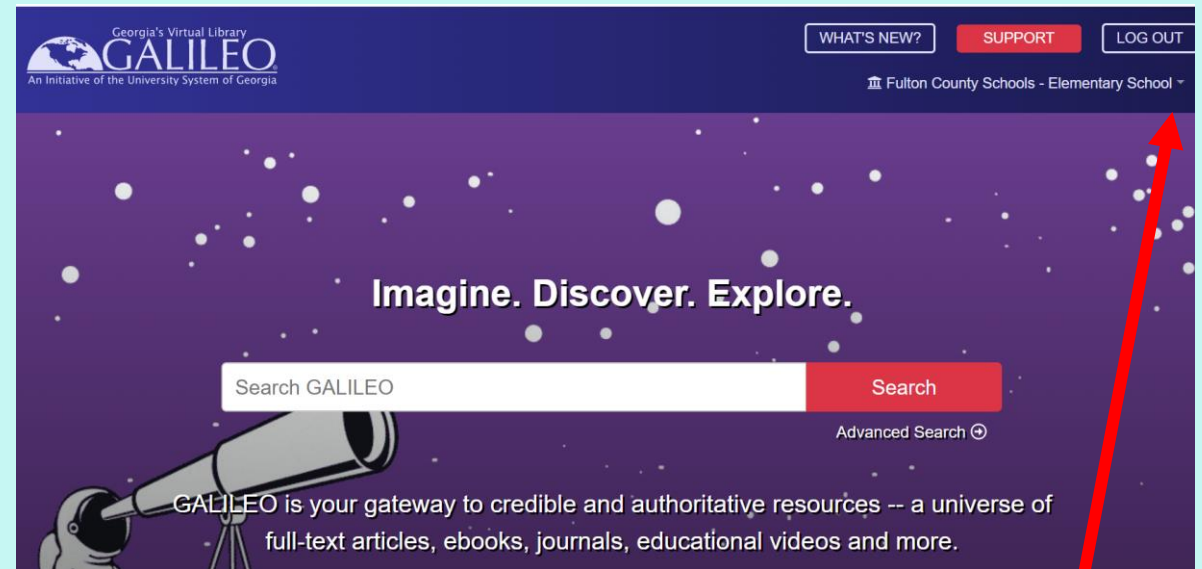 Georgia's Virtual Library
GALILEO
An Initiative of the University System of Georgia
WHAT'S NEW?
SUPPORT
LOG OUT
Fulton County Schools - Elementary School
Imagine. Discover. Explore.
Search GALILEO
Search
Advanced Search
GALILEO is your gateway to credible and authoritative resources -- a universe of
full-text articles, ebooks, journals, educational videos and more.